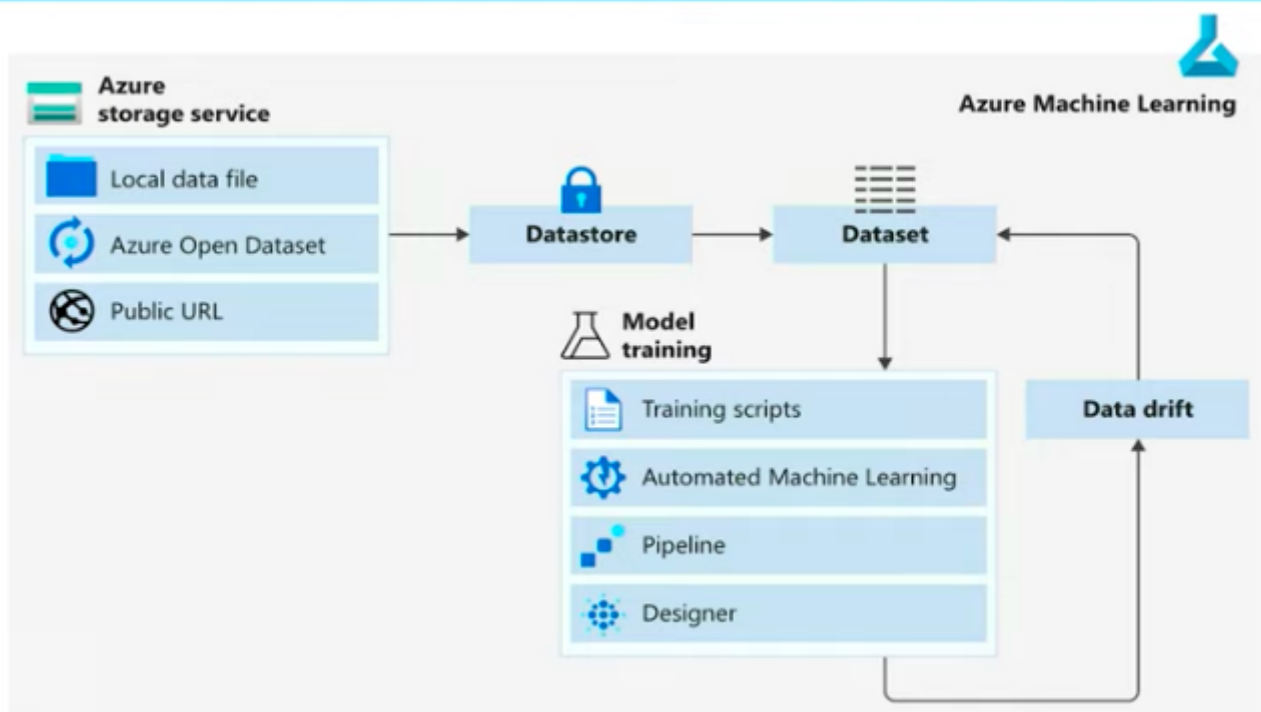 Azure
storage service
Azure Machine Learning
Local data file
Azure Open Dataset
Public URL
Datastore
Dataset
Model
training
Training scripts
Automated Machine Learning
Pipeline
Designer
Data drift